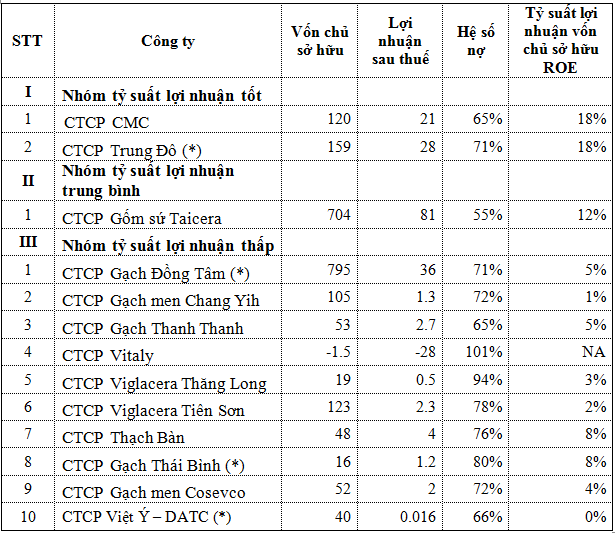 STT Công ty Vốn chủ sở hữu Lợi nhuận sau thuế Hệ số nợ Tỷ suất lợi nhuận vốn chủ sở hữu ROE
I Nhóm tỷ suất lợi nhuận tốt
1 CTCP CMC 120 21 65% 18%
2 CTCP Trung Đô (*) 159 28 71% 18%
II Nhóm tỷ suất lợi nhuận trung bình
1 CTCP Gốm sứ Taicera 704 81 55% 12%
III Nhóm tỷ suất lợi nhuận thấp
1 CTCP Gạch Đồng Tâm (*) 795 36 71% 5%
2 CTCP Gạch men Chang Yih 105 1.3 72% 1%
3 CTCP Gạch Thanh Thanh 53 2.7 65% 5%
4 CTCP Vitaly -1.5 -28 101% NA
5 CTCP Viglacera Thăng Long 19 0.5 94% 3%
6 CTCP Viglacera Tiên Sơn 123 2.3 78% 2%
7 CTCP Thạch Bàn 48 4 76% 8%
8 CTCP Gạch Thái Bình (*) 16 1.2 80% 8%
9 CTCP Gạch men Cosevco 52 2 72% 4%
10 CTCP Việt Ý – DATC (*) 40 0.016 66% 0%